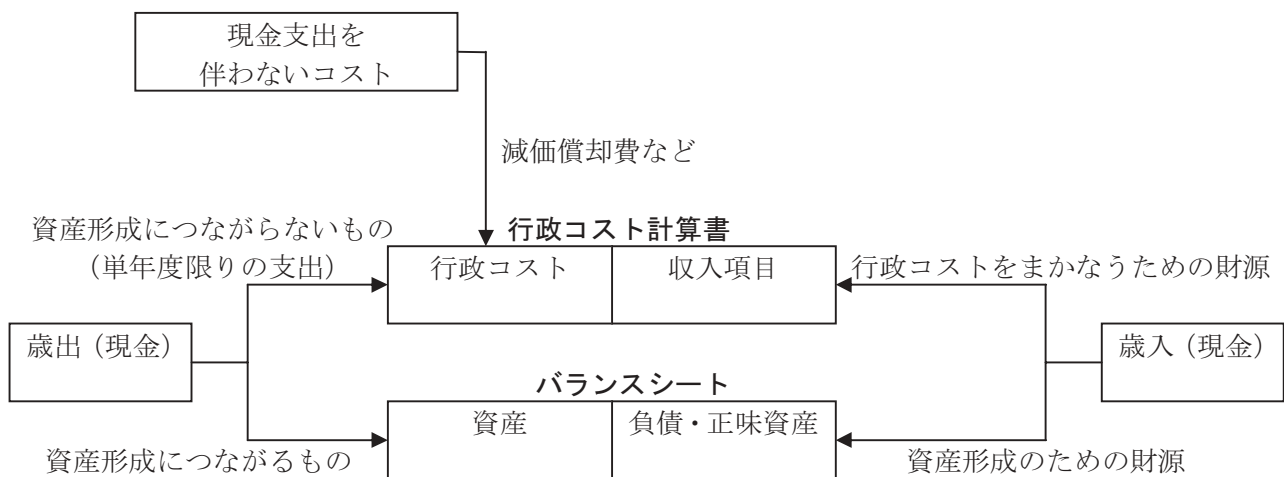 現金支出を
伴わないコスト
減価償却費など
資産形成につながらないもの
（単年度限りの支出）
行政コスト計算書
行政コスト
収入項目
行政コストをまかなうための財源
歳出（現金）
歳入（現金）
バランスシート
資産
負債・正味資産
資産形成につながるもの
資産形成のための財源